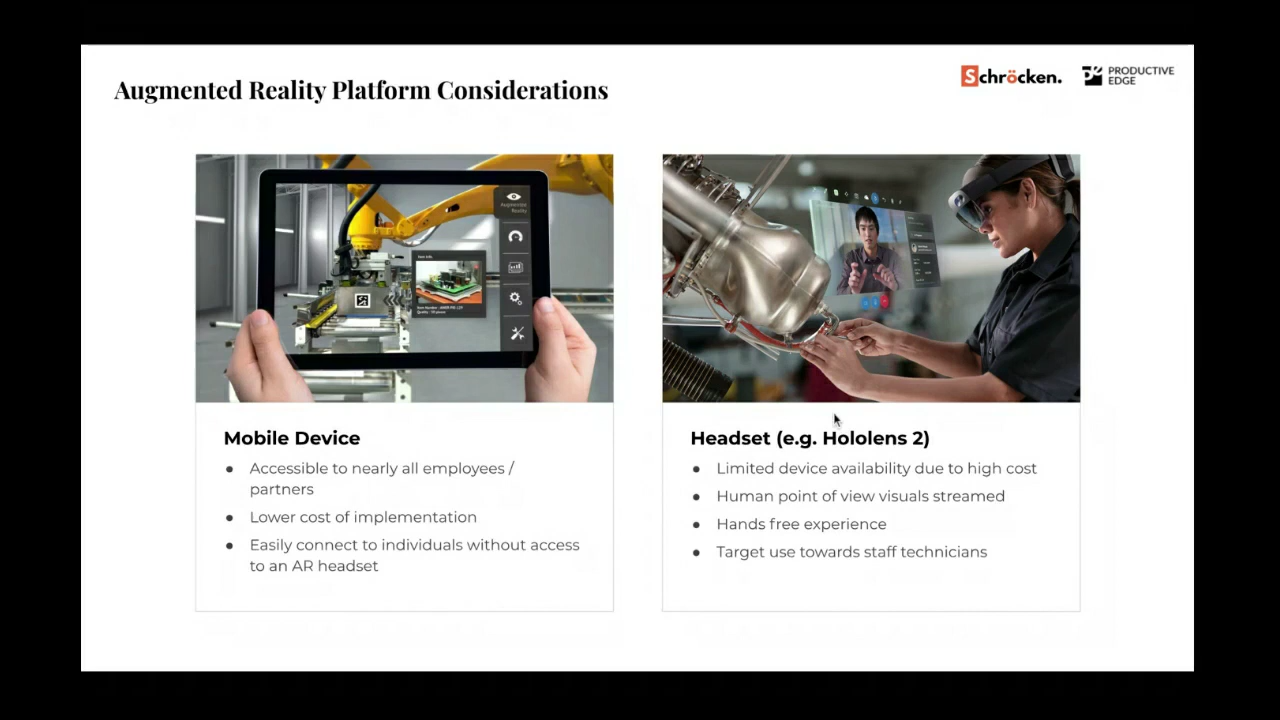 Augmented Reality Platform Considerations
Schröcken.
PRODUCTIVE
EDGE
Augmented
Reality
Mobile Device
● Accessible to nearly all employees /
partners
● Lower cost of implementation
● Easily connect to individuals without access
to an AR headset
Headset (e.g. Hololens 2)
● Limited device availability due to high cost
● Human point of view visuals streamed
● Hands free experience
● Target use towards staff technicians